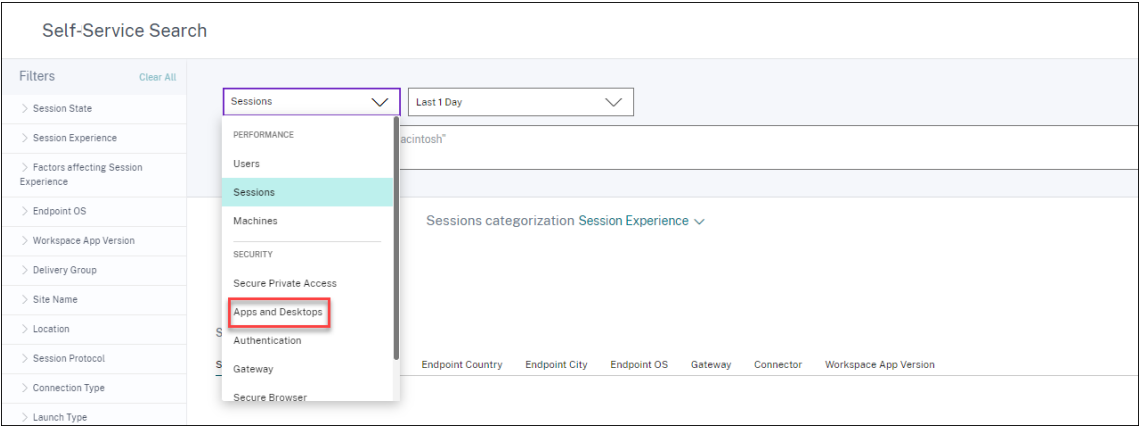 Self-Service Search
Filters
Clear All
Session State
Session Experience
Factors affecting Session
Experience
Endpoint OS
Workspace App Version
Delivery Group
Site Name
Location
Session Protocol
Connection Type
Launch Type
Sessions
Last 1 Day
acintosh"
PERFORMANCE
Users
Sessions
Machines
SECURITY
Secure Private Access
Apps and Desktops
Authentication
Gateway
Secure Browser
Sessions categorization Session Experience
S
S
Endpoint Country Endpoint City Endpoint OS Gateway Connector Workspace App Version